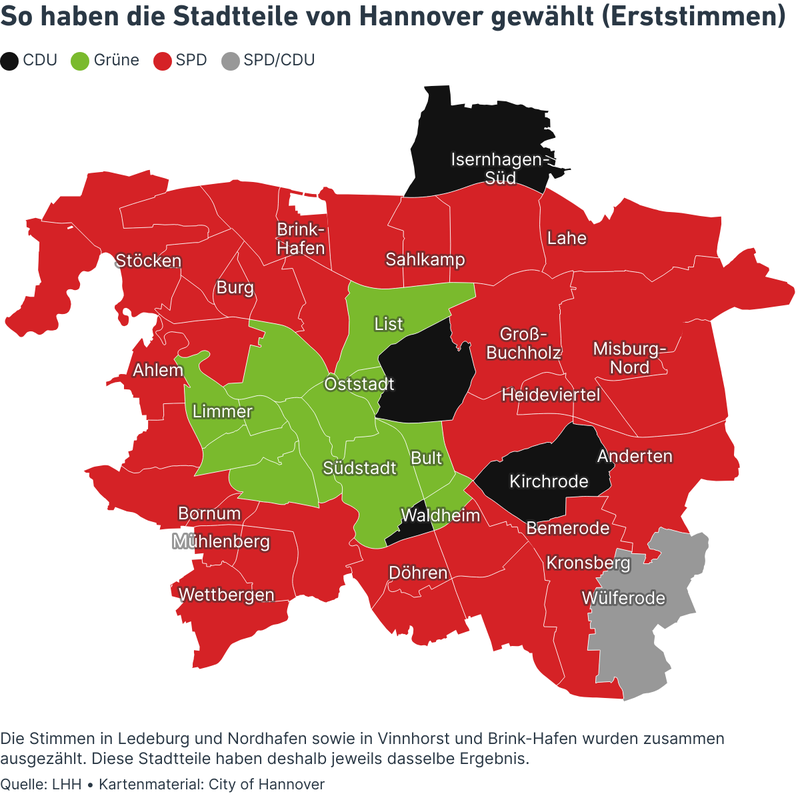 So haben die Stadtteile von Hannover gewählt (Erststimmen)
CDU Grüne SPD SPD/CDU
Isernhagen-
Süd
Brink-
Hafen
Lahe
Stöcken
Sahlkamp
Burg
List
Groß-
Buchholz
Misburg-
Nord
Ahlem
Oststadt
Heideviertel
Limmer
Südstadt
Bult
Anderten
Kirchrode
Bornum
Waldheim
Bemerode
Mühlenberg
Kronsberg
Döhren
Wettbergen
Wülferode
Die Stimmen in Ledeburg und Nordhafen sowie in Vinnhorst und Brink-Hafen wurden zusammen
ausgezählt. Diese Stadtteile haben deshalb jeweils dasselbe Ergebnis.
Quelle: LHH • Kartenmaterial: City of Hannover